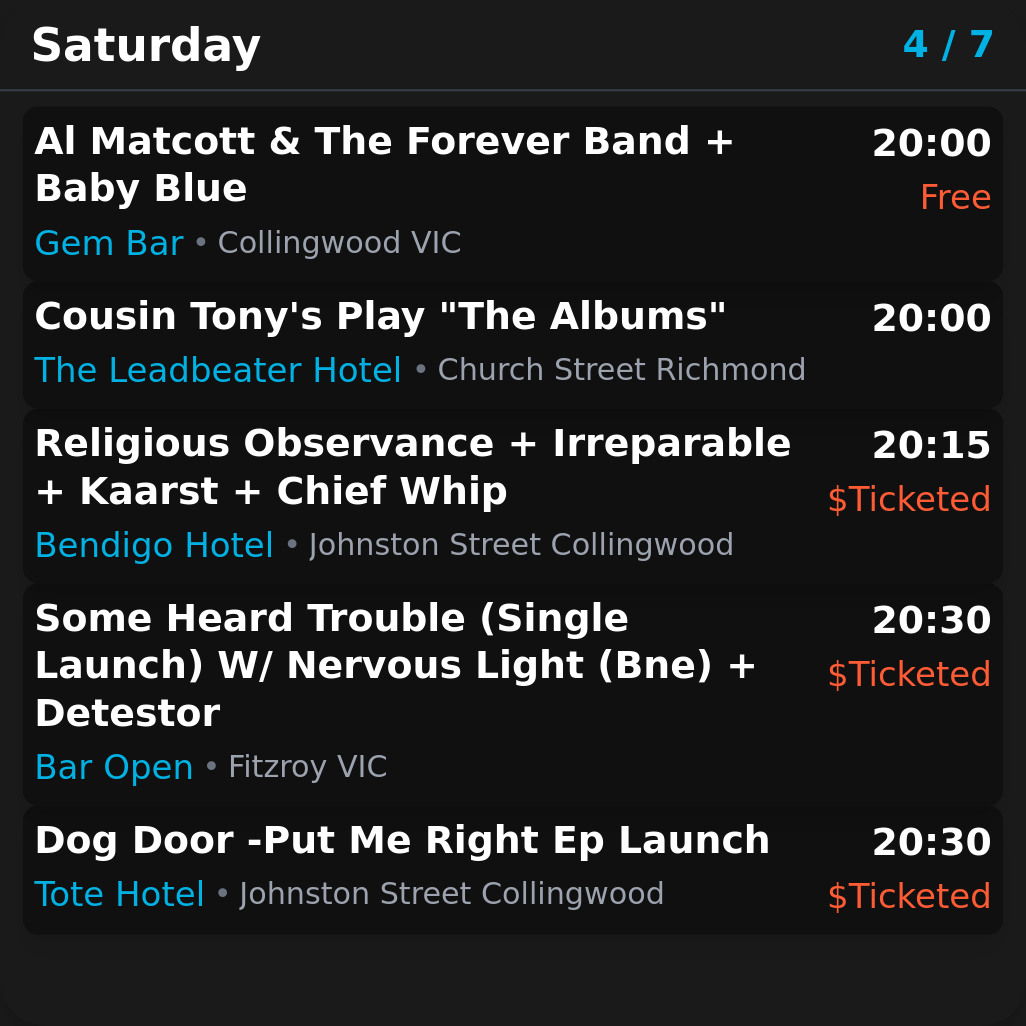 Saturday
4 / 7
Al Matcott & The Forever Band +
Baby Blue
20:00
Free
Gem Bar • Collingwood VIC
Cousin Tony's Play "The Albums"
20:00
The Leadbeater Hotel • Church Street Richmond
Religious Observance + Irreparable
+ Kaarst + Chief Whip
20:15
$Ticketed
Bendigo Hotel • Johnston Street Collingwood
Some Heard Trouble (Single
Launch) W/ Nervous Light (Bne) +
Detestor
20:30
$Ticketed
Bar Open • Fitzroy VIC
Dog Door -Put Me Right Ep Launch
20:30
Tote Hotel • Johnston Street Collingwood
$Ticketed